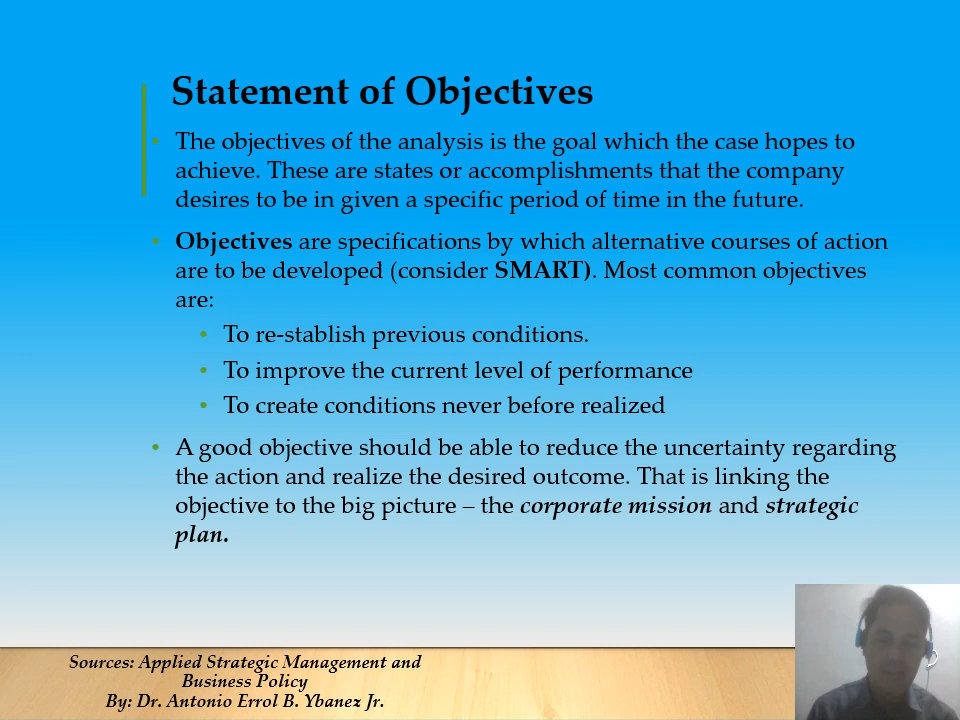 Statement of Objectives
• The objectives of the analysis is the goal which the case hopes to
achieve. These are states or accomplishments that the company
desires to be in given a specific period of time in the future.
• Objectives are specifications by which alternative courses of action
are to be developed (consider SMART). Most common objectives
are:
• To re-stablish previous conditions.
• To improve the current level of performance
• To create conditions never before realized
• A good objective should be able to reduce the uncertainty regarding
the action and realize the desired outcome. That is linking the
objective to the big picture – the corporate mission and strategic
plan.
Sources: Applied Strategic Management and
Business Policy
By: Dr. Antonio Errol B. Ybanez Jr.